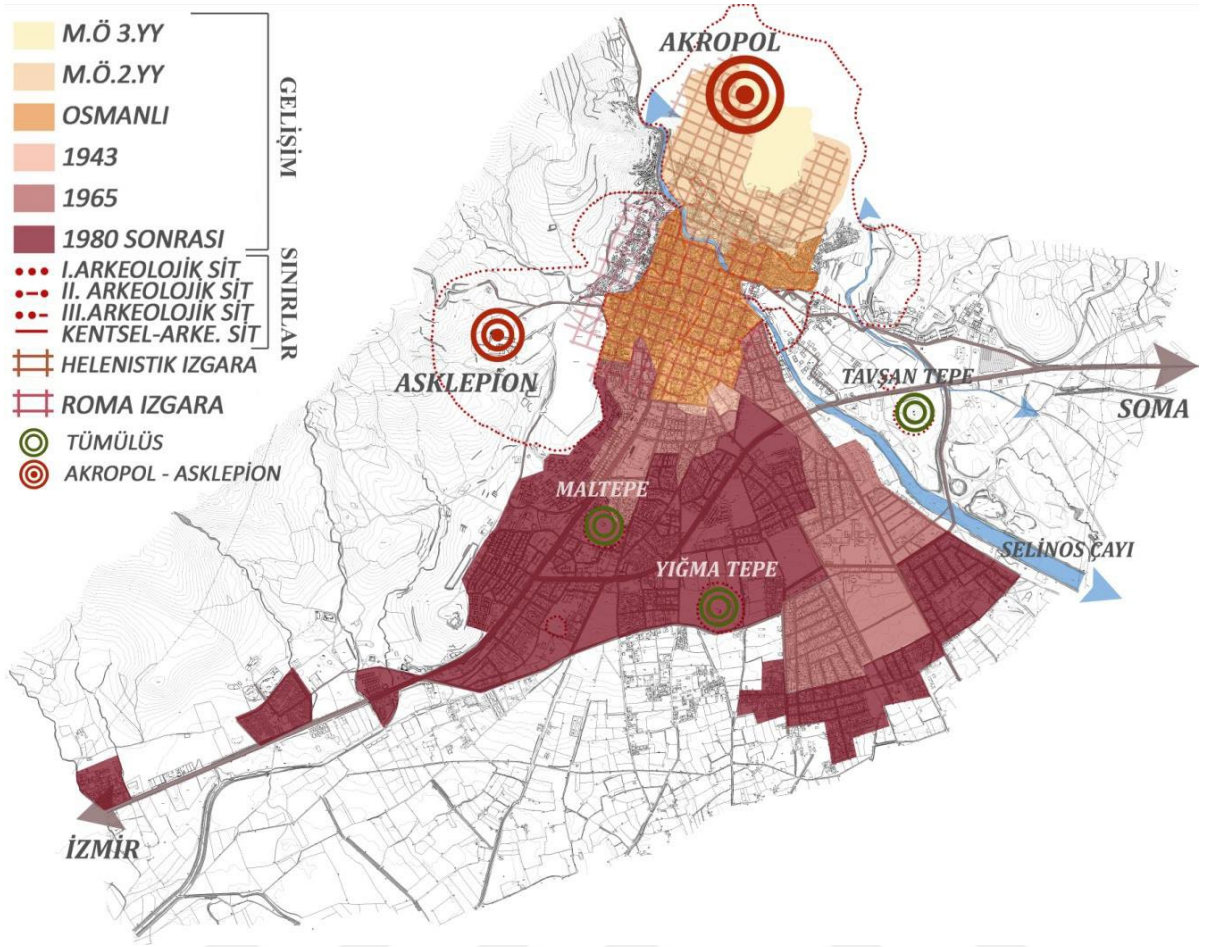 M.Ö 3.YY
M.Ö.2.YY
OSMANLI
1943
1965
1980 SONRASI
GELİŞİM
I.ARKEOLOJİK SİT
II. ARKEOLOJİK SİT
III.ARKEOLOJİK SİT
KENTSEL-ARKE. SİT
SINIRLAR
HELENISTIK IZGARA
ROMA IZGARA
TÜMÜLÜS
AKROPOL - ASKLEPİON
AKROPOL
ASKLEPİON
TAVŞAN TEPE
SOMA
MALTEPE
SELİNOS ÇAYI
YIĞMA TEPE
İZMİR